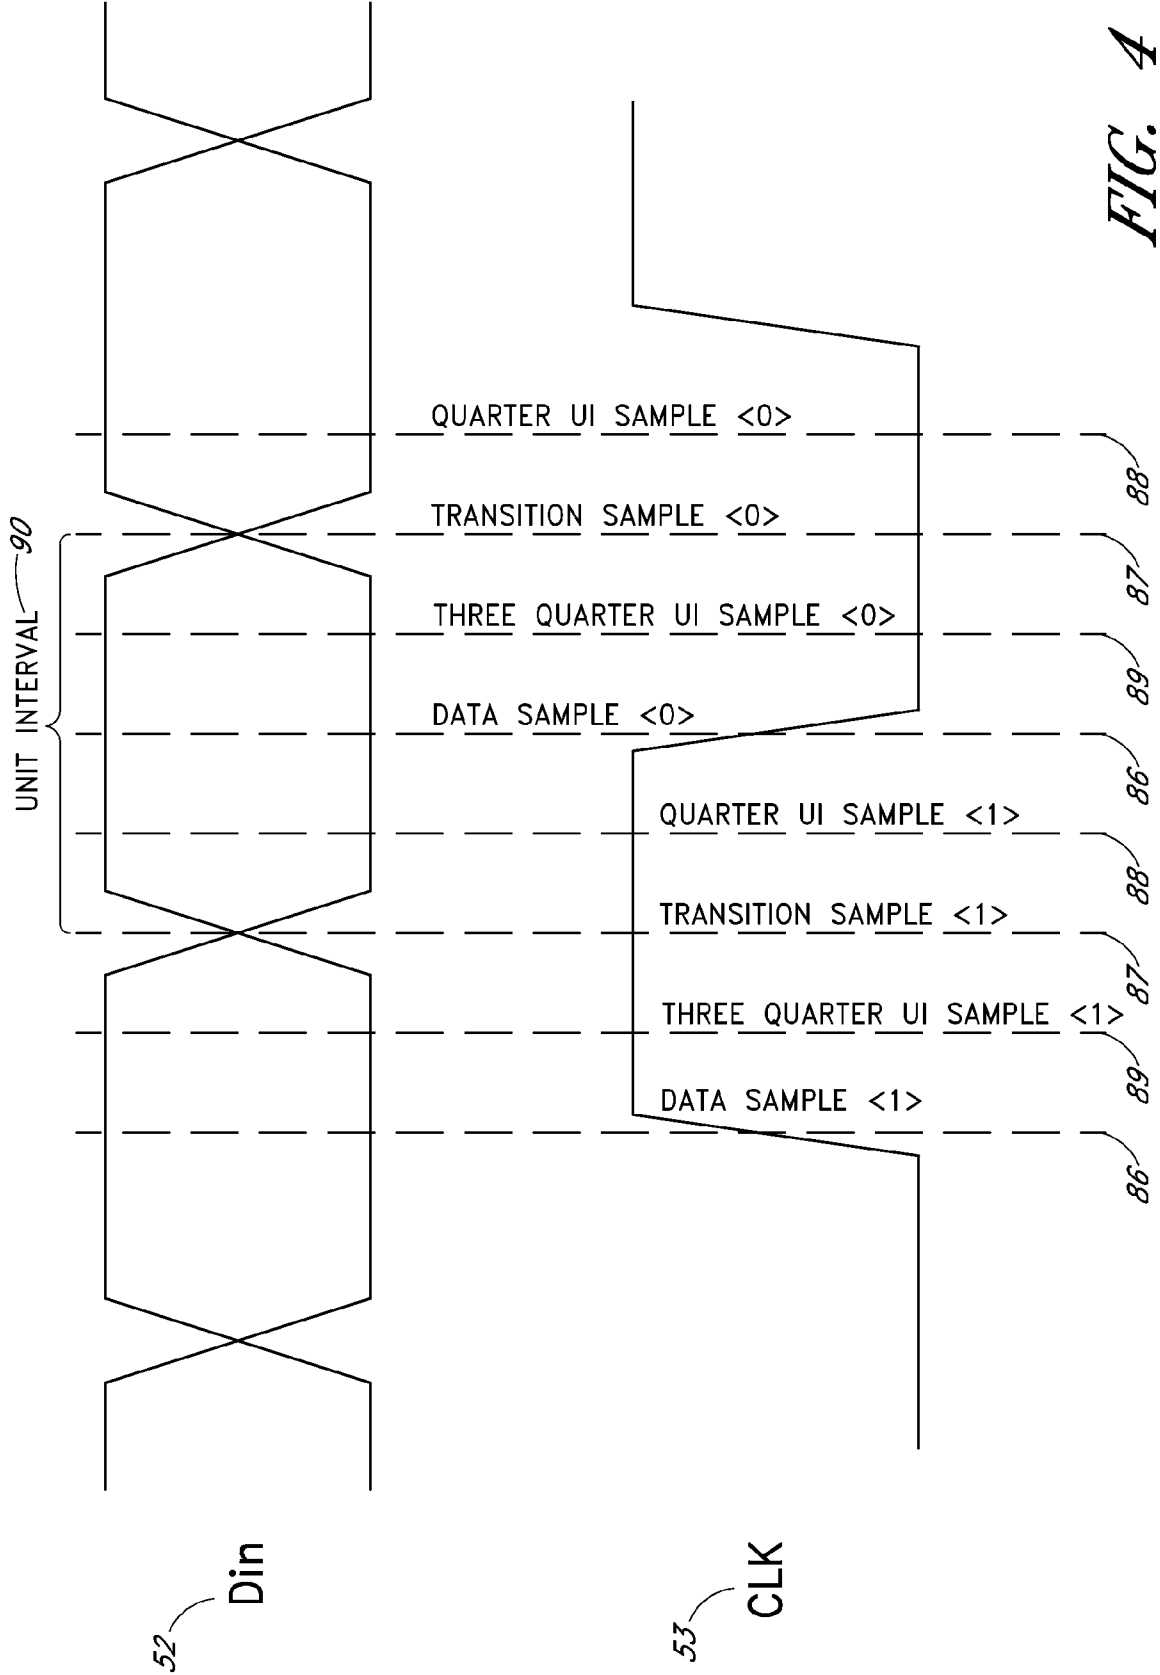 UNIT INTERVAL
90
52
Din
53
CLK
QUARTER UI SAMPLE <0>
TRANSITION SAMPLE <0>
THREE QUARTER UI SAMPLE <0>
DATA SAMPLE <0>
QUARTER UI SAMPLE <1>
TRANSITION SAMPLE <1>
THREE QUARTER UI SAMPLE <1>
DATA SAMPLE <1>
88
87
89
86
88
87
89
86
FIG. 4